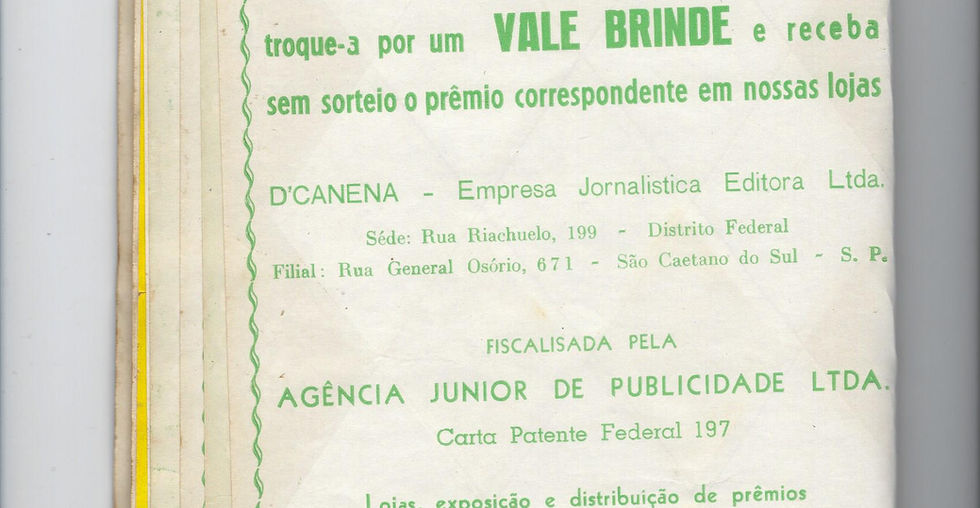 troque-a por um VALE BRINDE e receba
sem sorteio o prêmio correspondente em nossas lojas
D'CANENA - Empresa Jornalistica Editora Ltda.
Séde: Rua Riachuelo, 199 - Distrito Federal
Filial: Rua General Osório, 671 - São Caetano do Sul - S. P.
FISCALISADA PELA
AGÊNCIA JUNIOR DE PUBLICIDADE LTDA.
Carta Patente Federal 197
Lojas, exposição e distribuição de prêmios